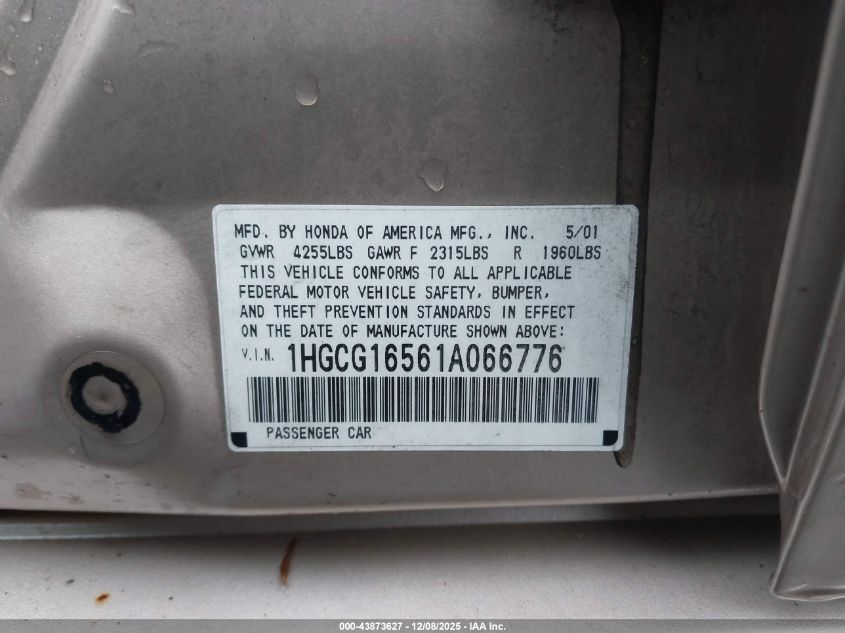 MFD. BY HONDA OF AMERICA MFG., INC. 5/01
GVWR 4255LBS GAWR F 2315LBS R 1960LBS
THIS VEHICLE CONFORMS TO ALL APPLICABLE
FEDERAL MOTOR VEHICLE SAFETY, BUMPER,
AND THEFT PREVENTION STANDARDS IN EFFECT
ON THE DATE OF MANUFACTURE SHOWN ABOVE:
V.I.N. 1HGCG16561A066776
PASSENGER CAR
000-43873627 - 12/08/2025 - IAA Inc.